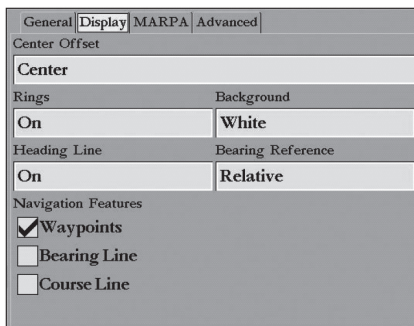 General Display MARPA Advanced
Center Offset
Center
Rings Background
On White
Heading Line Bearing Reference
On Relative
Navigation Features
Waypoints
Bearing Line
Course Line